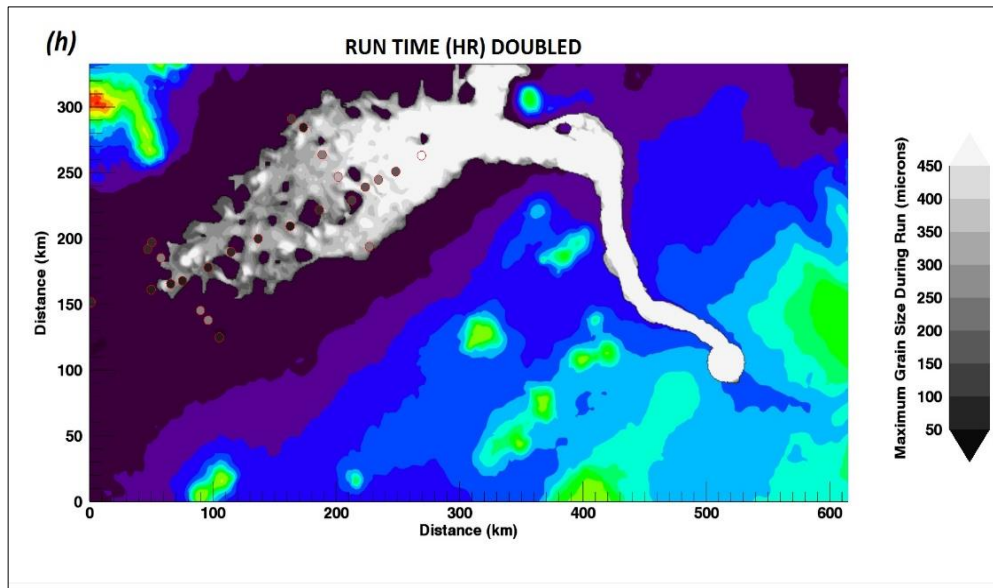 (h)
RUN TIME (HR) DOUBLED
Distance (km)
300
250
200
150
100
50
0
0 100 200 300 400 500 600
Distance (km)
Maximum Grain Size During Run (microns)
450
400
350
300
250
200
150
100
50